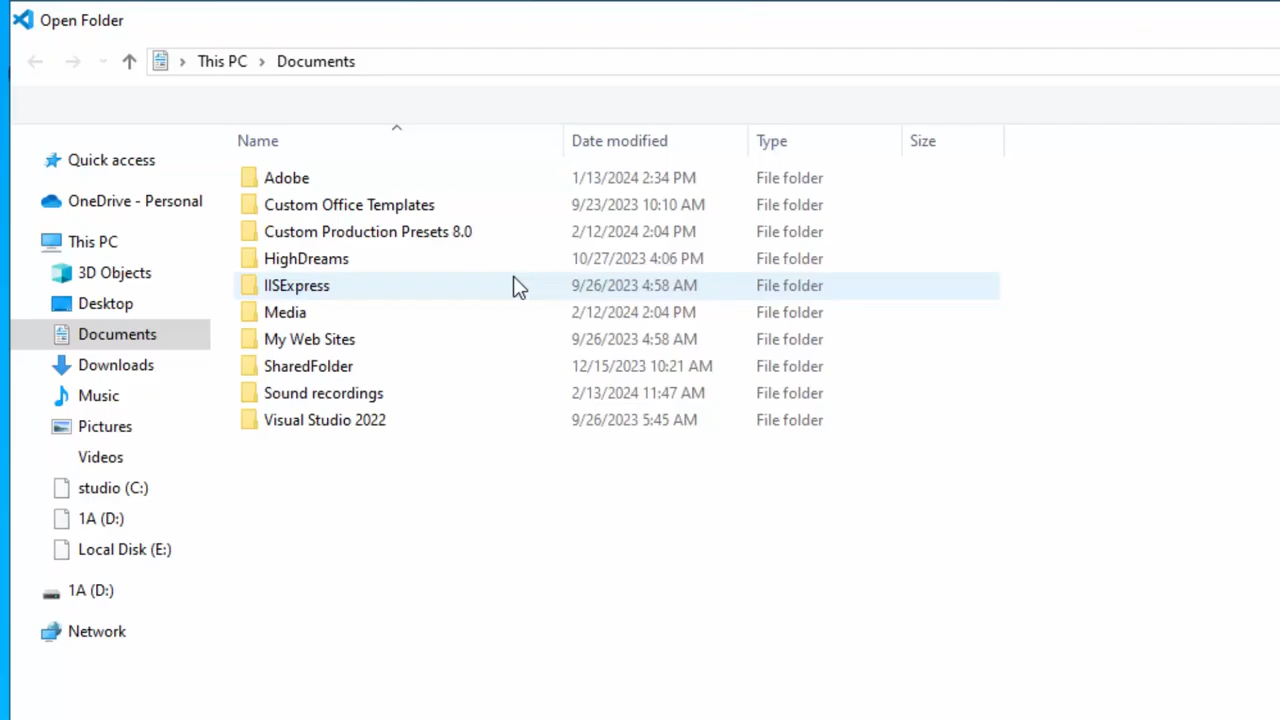 Open Folder
This PC > Documents
Name Date modified Type Size
Quick access
OneDrive - Personal
This PC
3D Objects
Desktop
Documents
Downloads
Music
Pictures
Videos
studio (C:)
1A (D:)
Local Disk (E:)
1A (D:)
Network
Adobe 1/13/2024 2:34 PM File folder
Custom Office Templates 9/23/2023 10:10 AM File folder
Custom Production Presets 8.0 2/12/2024 2:04 PM File folder
HighDreams 10/27/2023 4:06 PM File folder
IISExpress 9/26/2023 4:58 AM File folder
Media 2/12/2024 2:04 PM File folder
My Web Sites 9/26/2023 4:58 AM File folder
SharedFolder 12/15/2023 10:21 AM File folder
Sound recordings 2/13/2024 11:47 AM File folder
Visual Studio 2022 9/26/2023 5:45 AM File folder